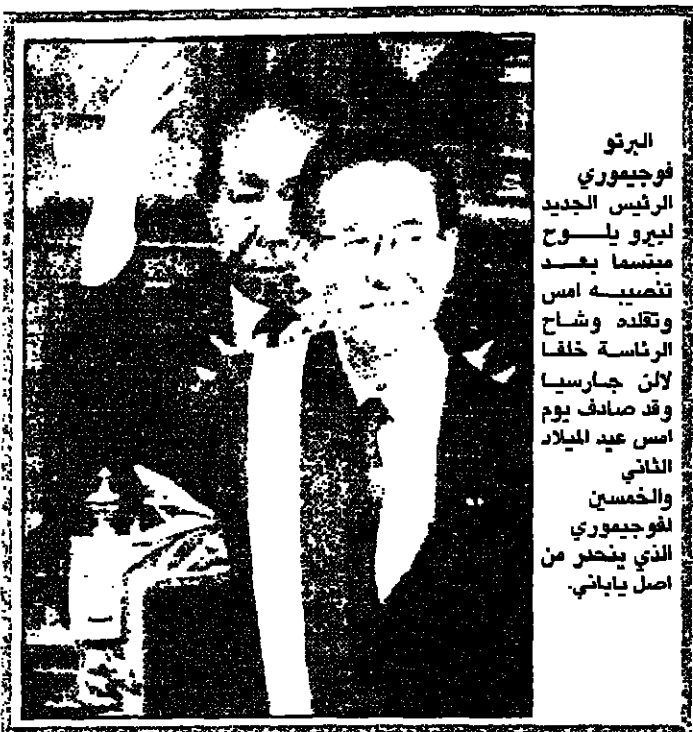 البرتو
فوجيموري
الرئيس الجديد
لبيرو يلوح
مبتسما بعد
تنصيبه امس
وتقلده وشاح
الرئاسة خلفا
لالن جارسيا
وقد صادف يوم
امس عيد الميلاد
الثاني
والخمسين
لفوجيموري
الذي ينحدر من
اصل ياباني.